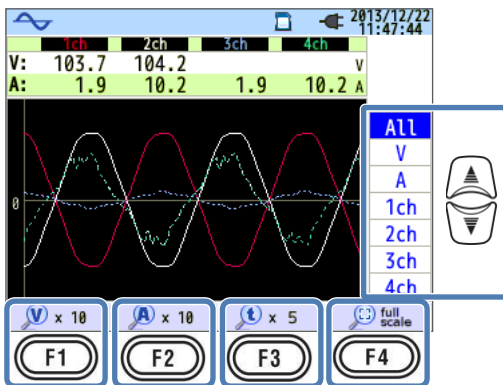 2013/12/22
11:47:44
1ch 2ch 3ch 4ch
V: 103.7 104.2 V
A: 1.9 10.2 1.9 10.2 A
0
All
V
A
1ch
2ch
3ch
4ch
V x 10 A x 10 t x 5 full scale
F1 F2 F3 F4